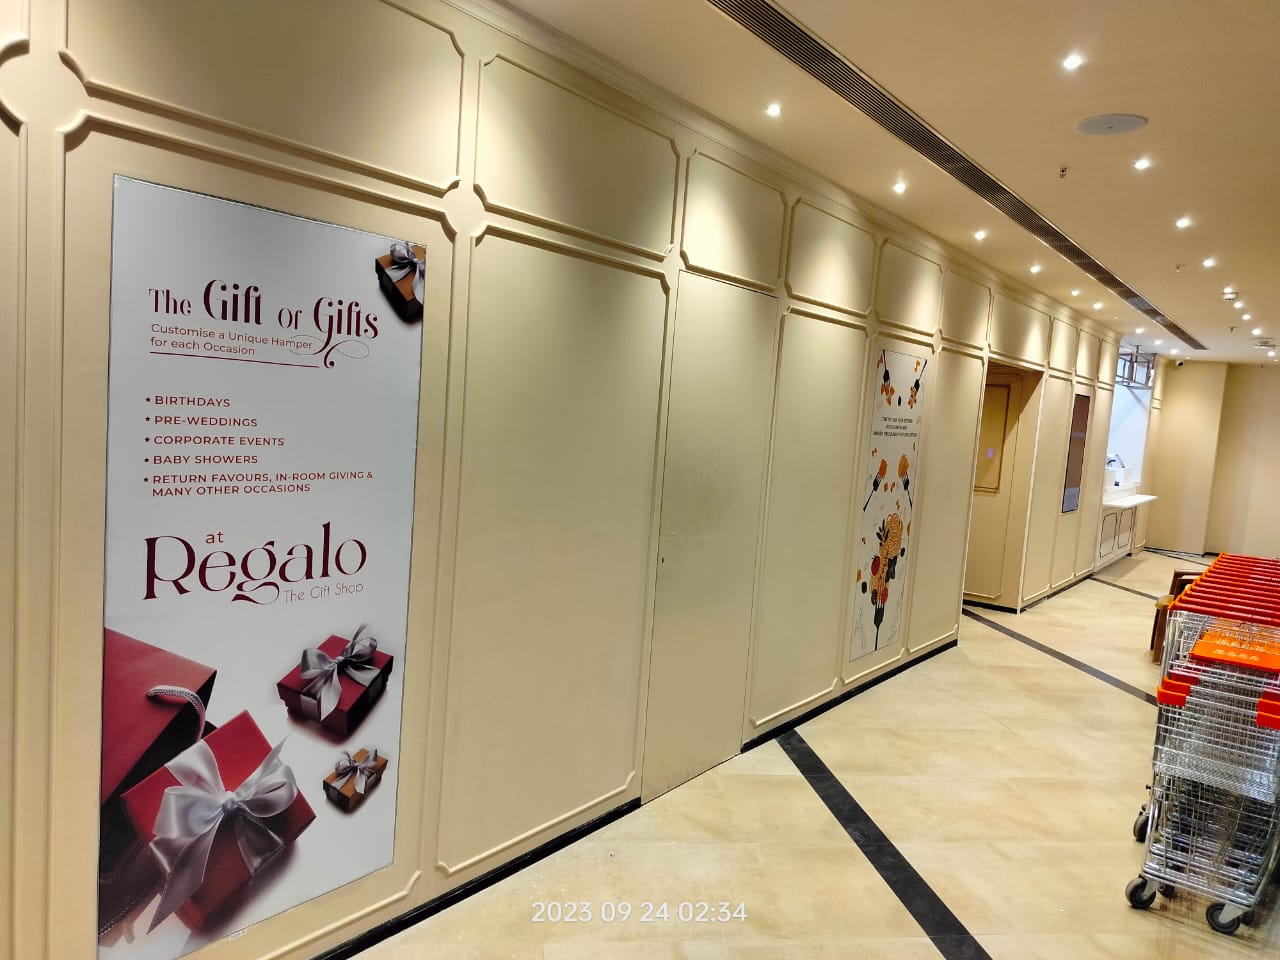 The Gift Of Gifts
Customise a Unique Hamper
for each Occasion
★ BIRTHDAYS
★ PRE-WEDDINGS
★ CORPORATE EVENTS
★ BABY SHOWERS
★ RETURN FAVOURS, IN-ROOM GIVING &
MANY OTHER OCCASIONS
at
Regalo
The Gift Shop
2023 09 24 02:34